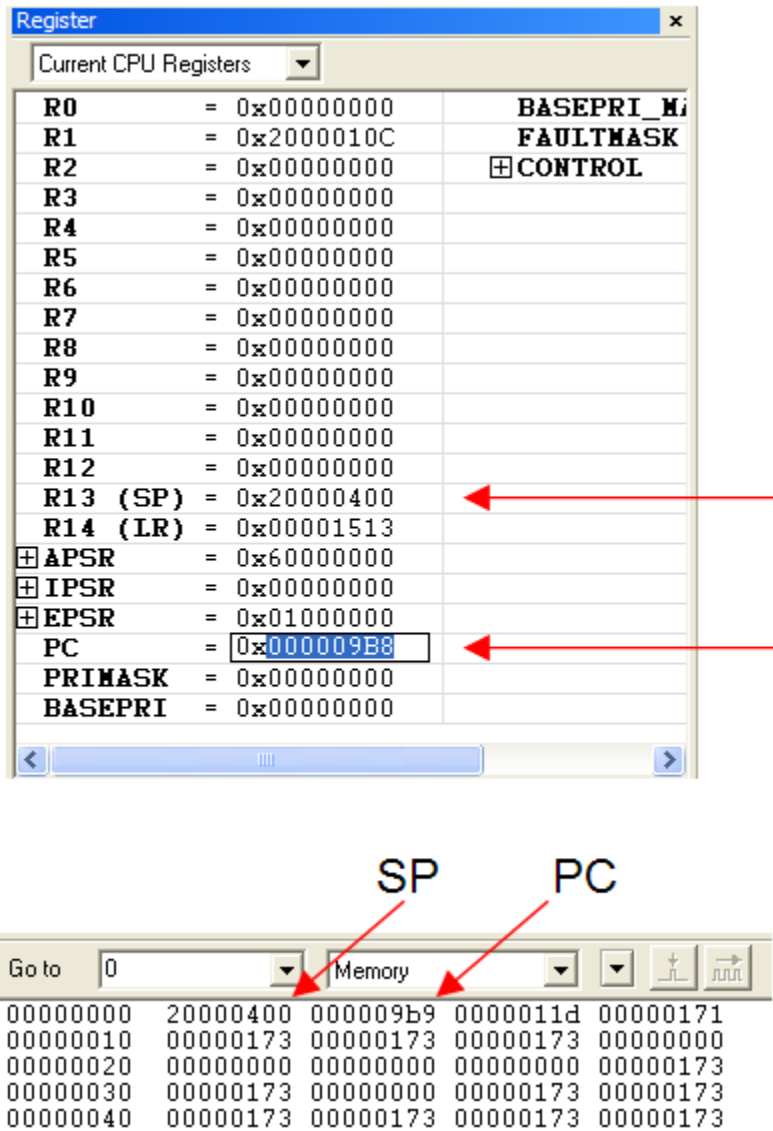 Register
Current CPU Registers
R0 = 0x00000000 BASEPRI_MA
R1 = 0x2000010C FAULTMASK
R2 = 0x00000000 CONTROL
R3 = 0x00000000
R4 = 0x00000000
R5 = 0x00000000
R6 = 0x00000000
R7 = 0x00000000
R8 = 0x00000000
R9 = 0x00000000
R10 = 0x00000000
R11 = 0x00000000
R12 = 0x00000000
R13 (SP) = 0x20000400
R14 (LR) = 0x00001513
APSR = 0x60000000
IPSR = 0x00000000
EPSR = 0x01000000
PC = 0x000009B8
PRIMASK = 0x00000000
BASEPRI = 0x00000000
SP PC
Go to 0 Memory
00000000 20000400 000009b9 0000011d 00000171
00000010 00000173 00000173 00000173 00000000
00000020 00000000 00000000 00000000 00000173
00000030 00000173 00000000 00000173 00000173
00000040 00000173 00000173 00000173 00000173